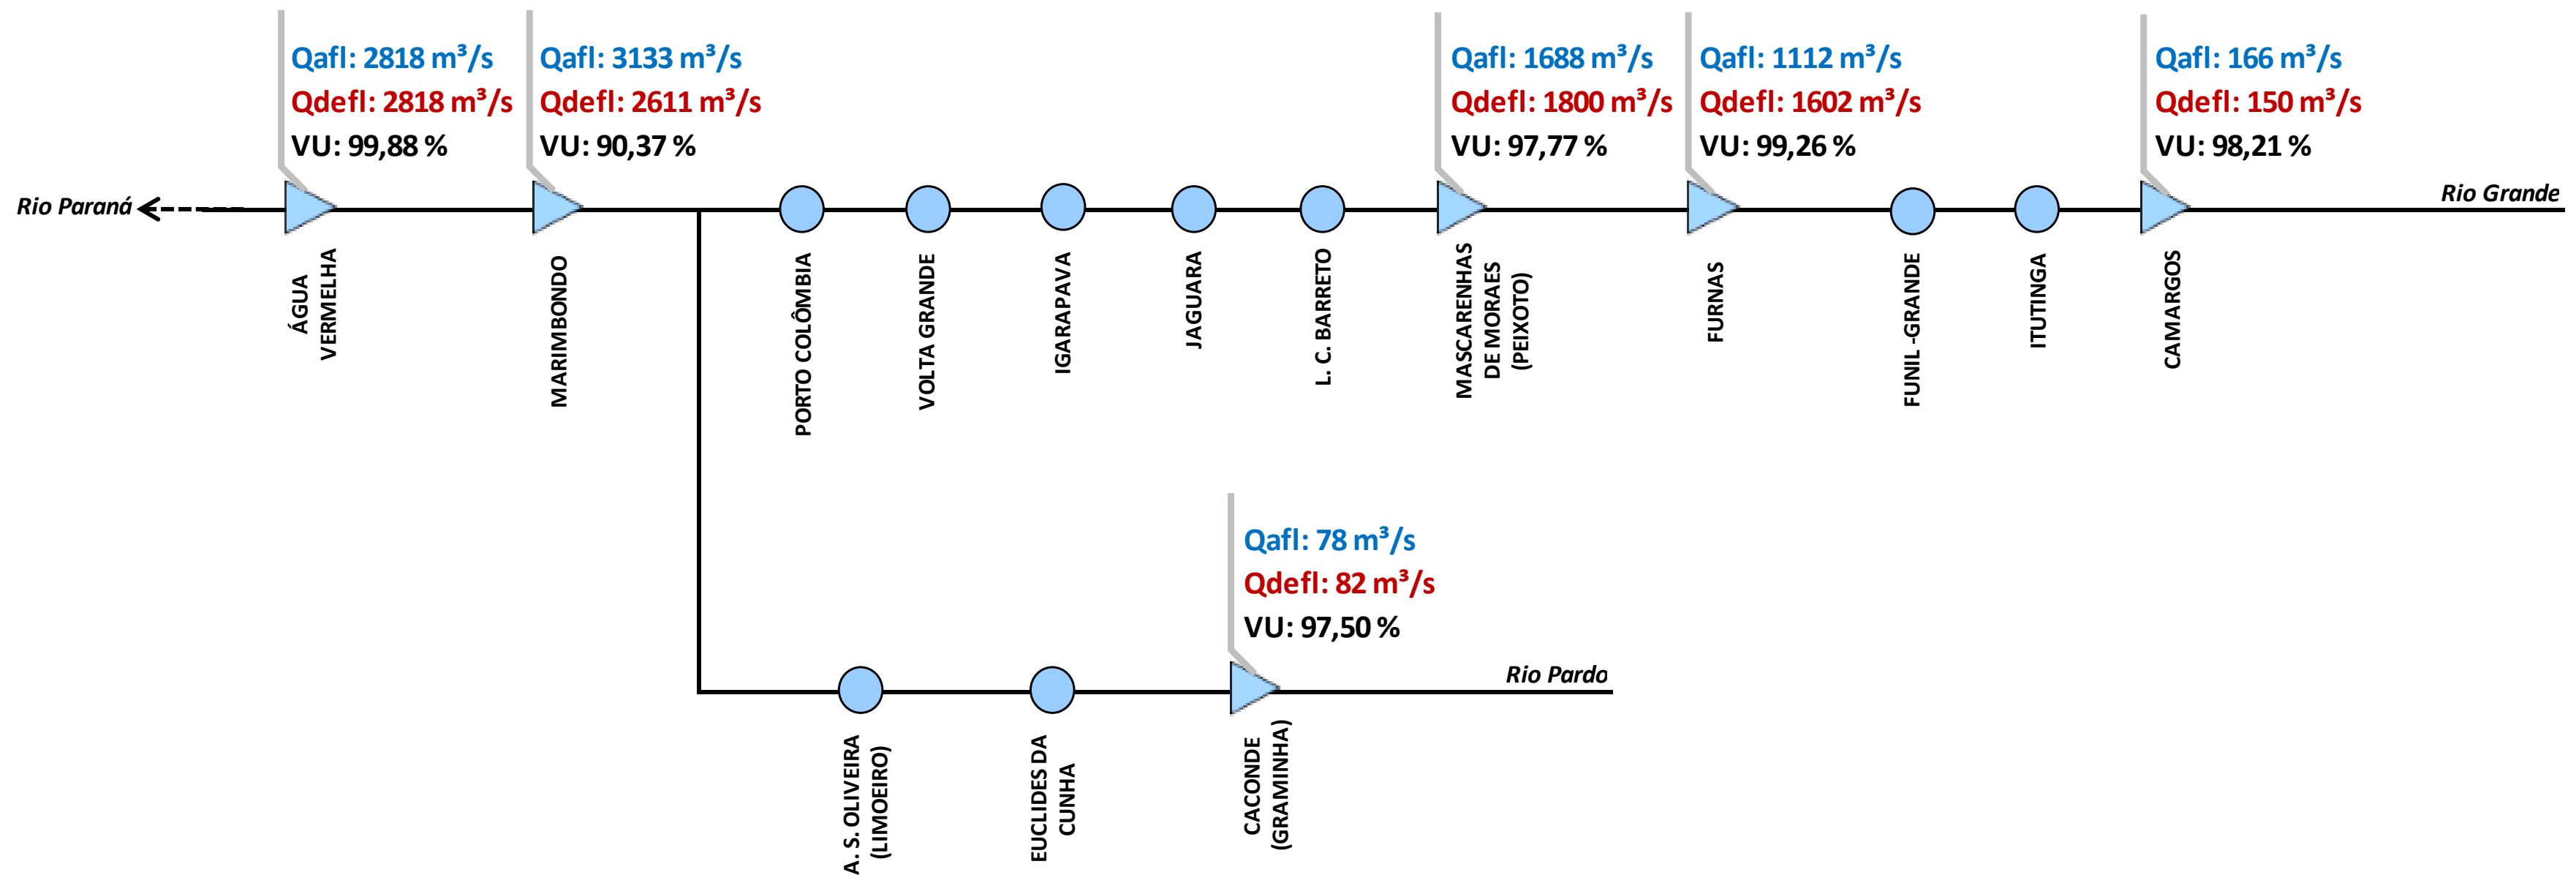 Qafl: 2818 m³/s
Qdefl: 2818 m³/s
VU: 99,88 %
Qafl: 3133 m³/s
Qdefl: 2611 m³/s
VU: 90,37 %
Qafl: 1688 m³/s
Qdefl: 1800 m³/s
VU: 97,77 %
Qafl: 1112 m³/s
Qdefl: 1602 m³/s
VU: 99,26 %
Qafl: 166 m³/s
Qdefl: 150 m³/s
VU: 98,21 %
Rio Paraná
Rio Grande
ÁGUA
VERMELHA
MARIMBONDO
PORTO COLÔMBIA
VOLTA GRANDE
IGARAPAVA
JAGUARA
L. C. BARRETO
MASCARENHAS
DE MORAES
(PEIXOTO)
FURNAS
FUNIL -GRANDE
ITUTINGA
CAMARGOS
Qafl: 78 m³/s
Qdefl: 82 m³/s
VU: 97,50 %
Rio Pardo
A. S. OLIVEIRA
(LIMOEIRO)
EUCLIDES DA
CUNHA
CACONDE
(GRAMINHA)